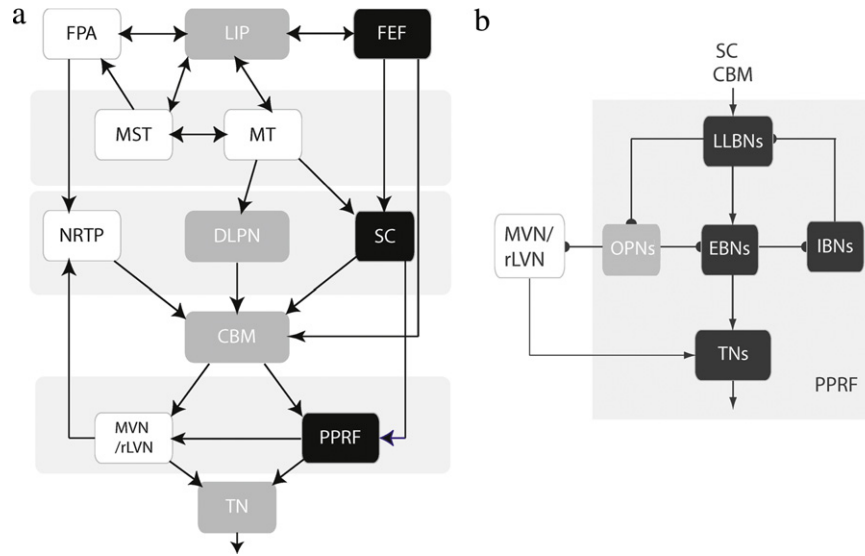 a
FPA
LIP
FEF
MST
MT
NRTP
DLPN
SC
CBM
MVN
/rLVN
PPRF
TN
b
SC
CBM
LLBNs
MVN/
rLVN
OPNs
EBNs
IBNs
TNs
PPRF